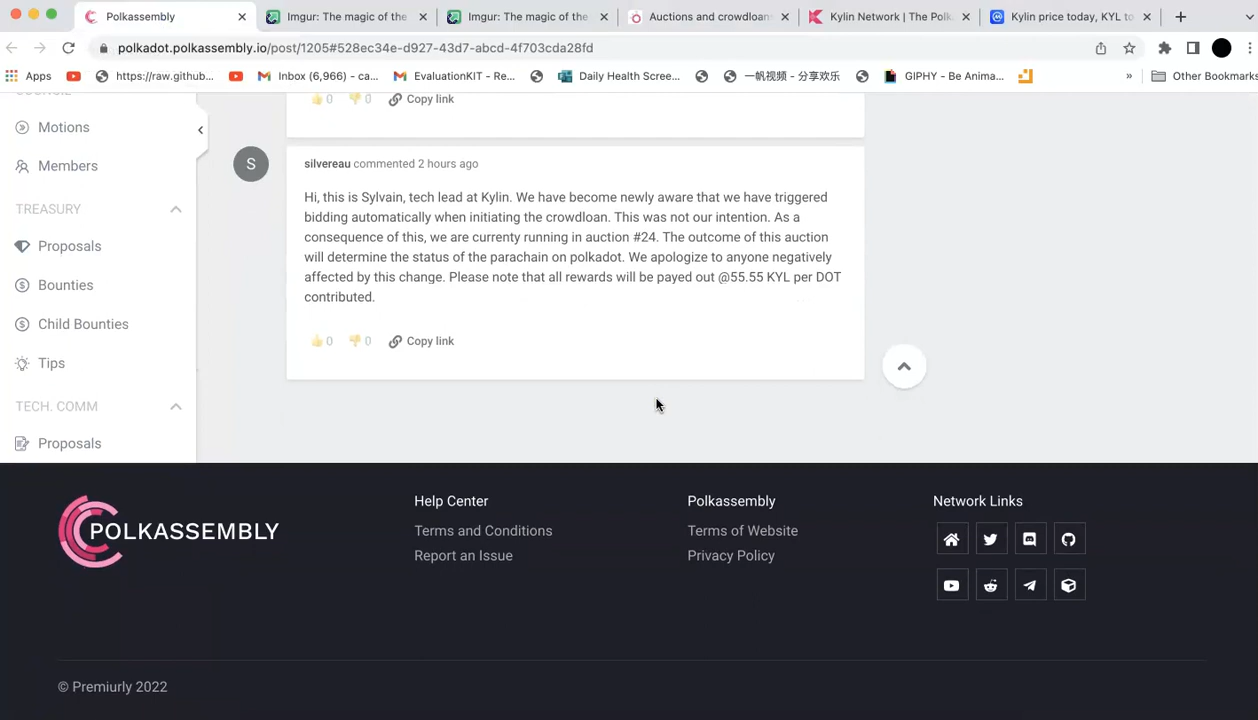 Polkassembly
Imgur: The magic of the
Imgur: The magic of the
Auctions and crowdloan
Kylin Network | The Polk
Kylin price today, KYL to
polkadot.polkassembly.io/post/1205#528ec34e-d927-43d7-abcd-4f703cda28fd
Apps
https://raw.github...
Inbox (6,966) - ca...
EvaluationKIT - Re...
Daily Health Scree...
一帆视频 - 分享欢乐
GIPHY - Be Anima...
»
Other Bookmarks
Motions
Members
TREASURY
Proposals
Bounties
Child Bounties
Tips
TECH. COMM
Proposals
0 0 Copy link
S
silvereau commented 2 hours ago
Hi, this is Sylvain, tech lead at Kylin. We have become newly aware that we have triggered
bidding automatically when initiating the crowdloan. This was not our intention. As a
consequence of this, we are currenty running in auction #24. The outcome of this auction
will determine the status of the parachain on polkadot. We apologize to anyone negatively
affected by this change. Please note that all rewards will be payed out @55.55 KYL per DOT
contributed.
0 0 Copy link
POLKASSEMBLY
Help Center
Terms and Conditions
Report an Issue
Polkassembly
Terms of Website
Privacy Policy
Network Links
© Premiurly 2022